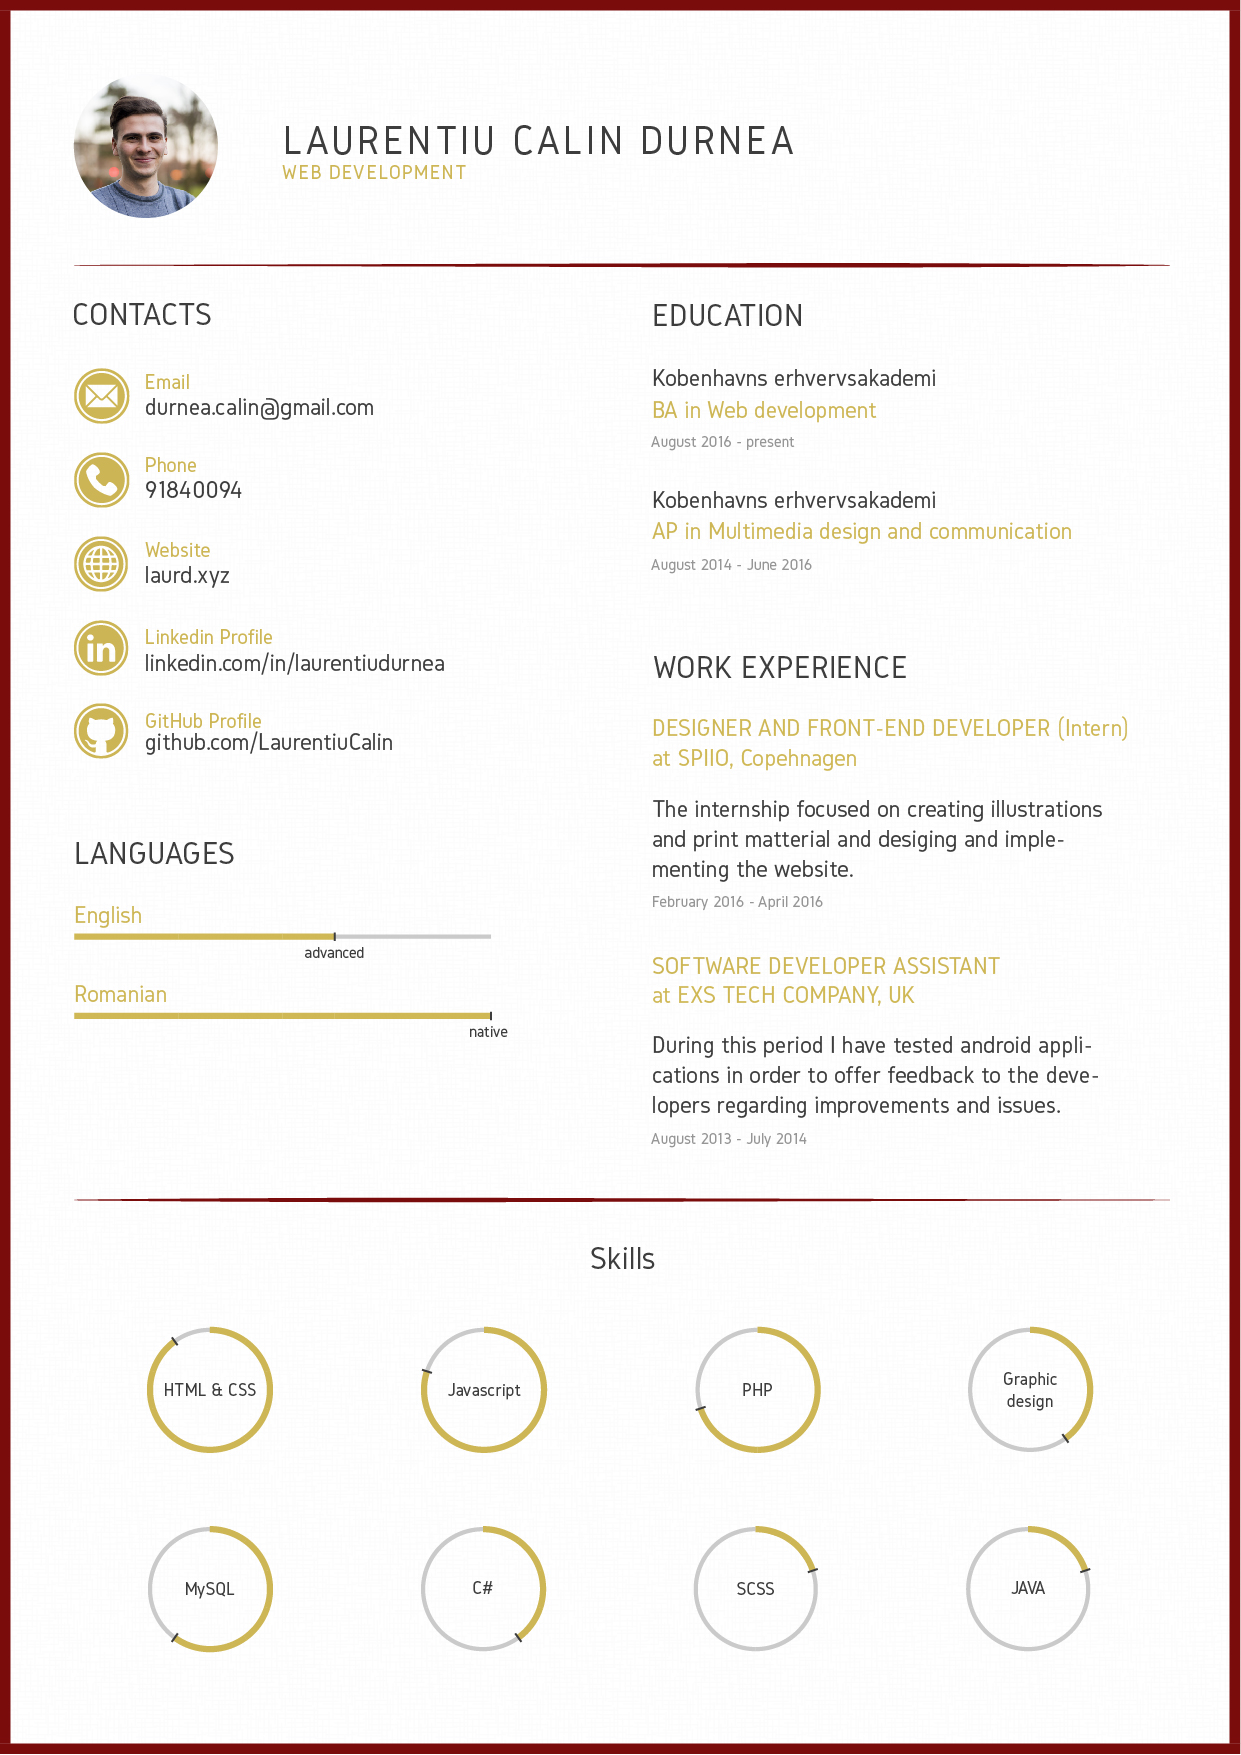 LAURENTIU CALIN DURNEA
WEB DEVELOPMENT
CONTACTS
Email
durnea.calin@gmail.com
Phone
91840094
Website
laurd.xyz
Linkedin Profile
linkedin.com/in/laurentiudurnea
GitHub Profile
github.com/LaurentiuCalin
LANGUAGES
English
advanced
Romanian
native
EDUCATION
Kobenhavns erhvervsakademi
BA in Web development
August 2016 - present
Kobenhavns erhvervsakademi
AP in Multimedia design and communication
August 2014 - June 2016
WORK EXPERIENCE
DESIGNER AND FRONT-END DEVELOPER (Intern)
at SPIIO, Copehnagen
The internship focused on creating illustrations
and print matterial and desiging and imple-
menting the website.
February 2016 - April 2016
SOFTWARE DEVELOPER ASSISTANT
at EXS TECH COMPANY, UK
During this period I have tested android appli-
cations in order to offer feedback to the deve-
lopers regarding improvements and issues.
August 2013 - July 2014
Skills
HTML & CSS
Javascript
PHP
Graphic
design
MySQL
C#
SCSS
JAVA